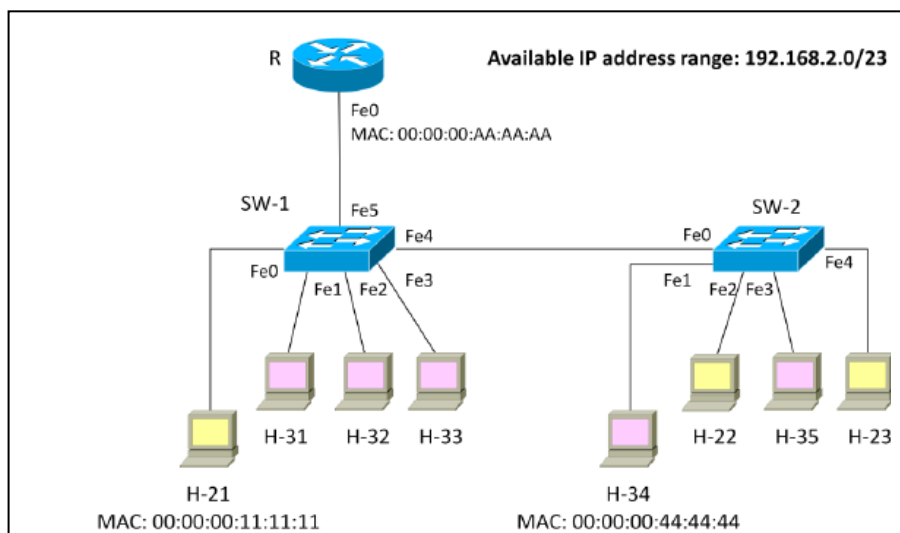 R
Available IP address range: 192.168.2.0/23
Fe0
MAC: 00:00:00:AA:AA:AA
SW-1
Fe5
SW-2
Fe4
Fe0
Fe0
Fe4
Fe1
Fe2
Fe3
Fe1
Fe2
Fe3
H-31
H-32
H-33
H-22
H-35
H-23
H-21
H-34
MAC: 00:00:00:11:11:11
MAC: 00:00:00:44:44:44